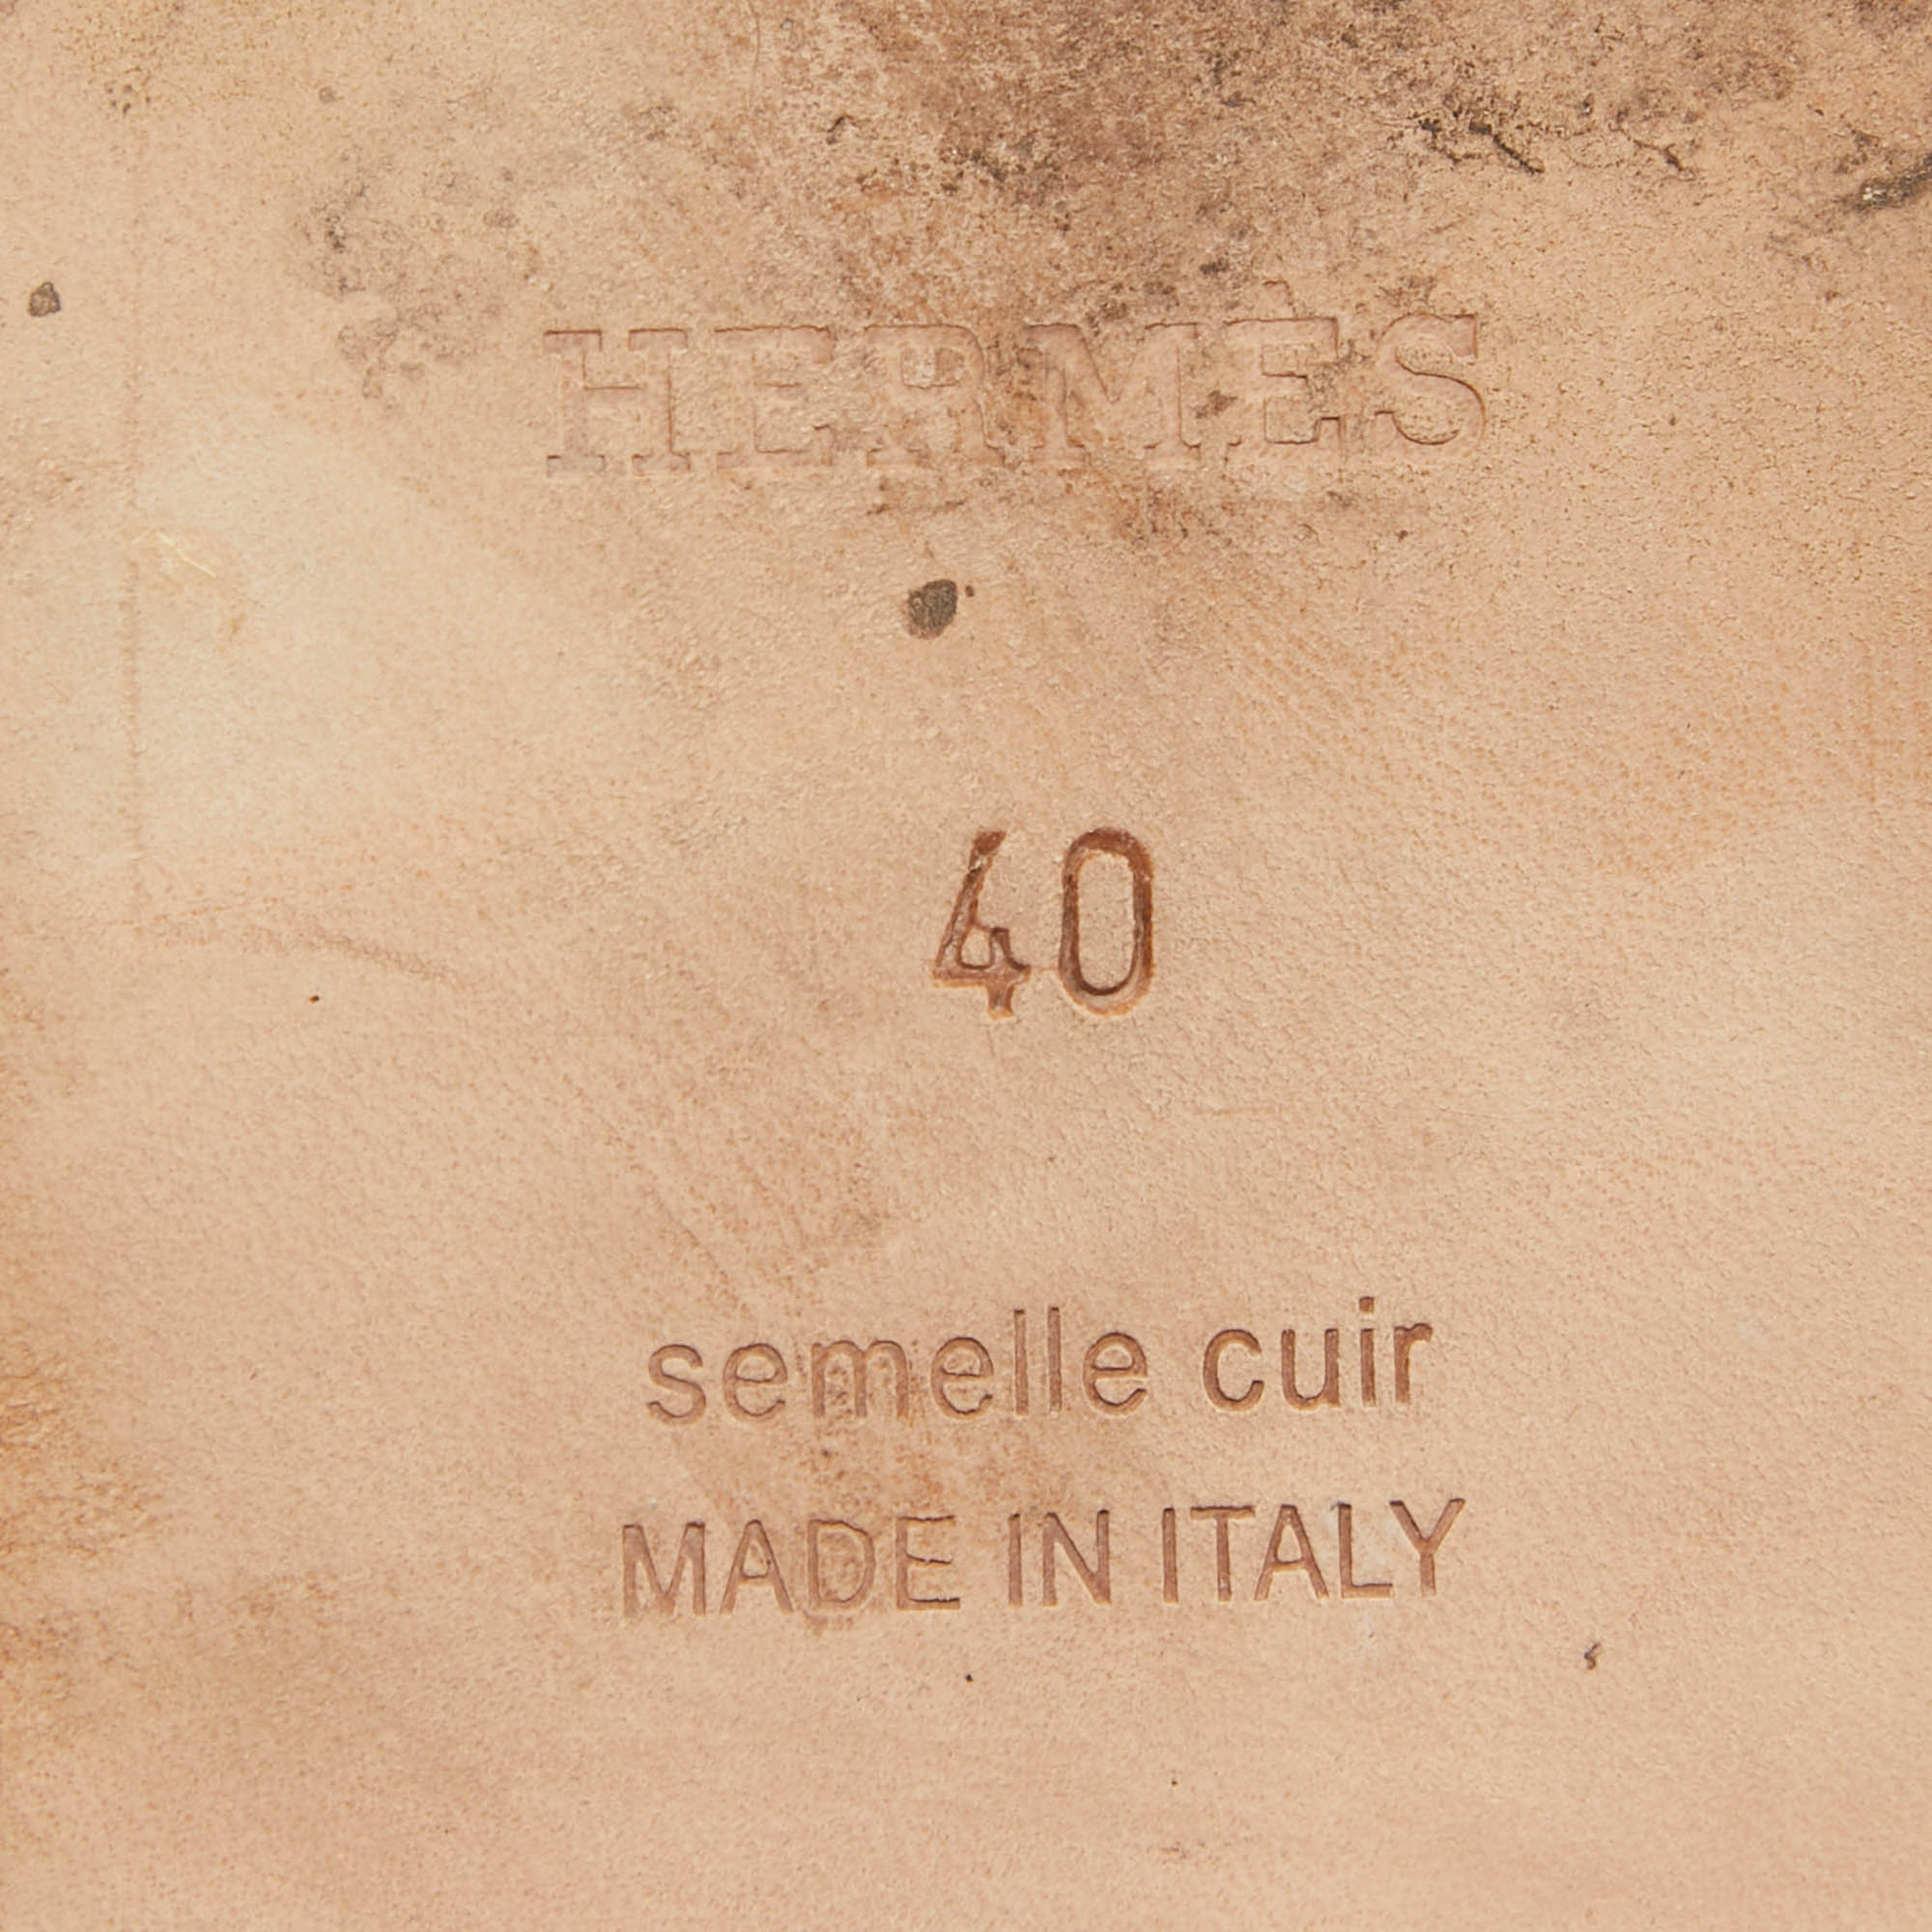 HERMÈS
40
semelle cuir
MADE IN ITALY